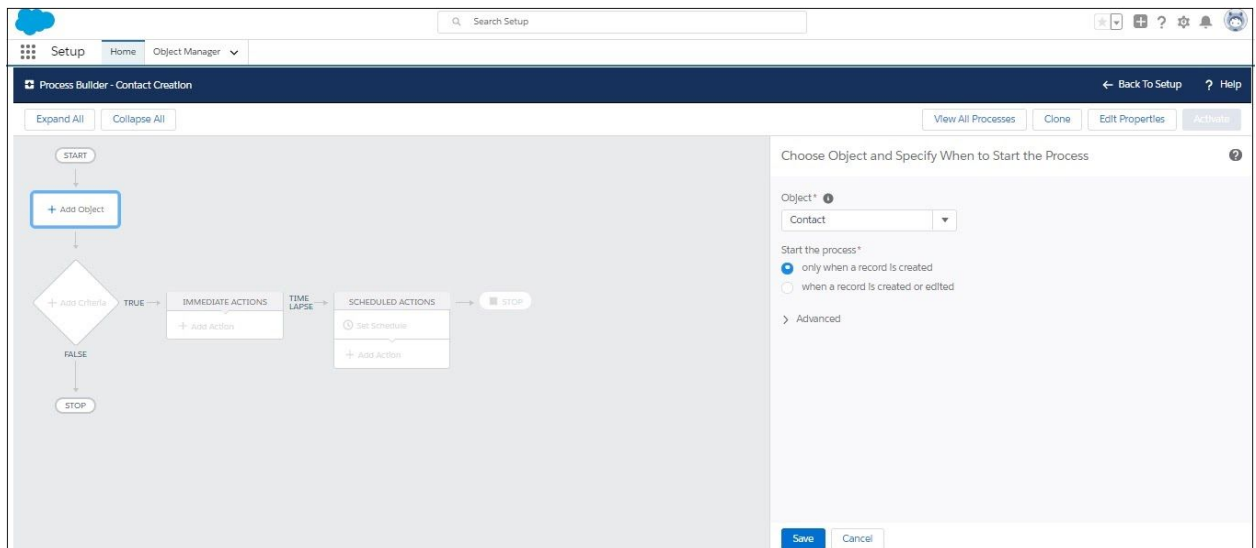 Search Setup
Setup Home Object Manager
Process Builder - Contact Creation
Back To Setup ? Help
Expand All Collapse All
View All Processes Clone Edit Properties Activate
START
+ Add Object
+ Add Criteria
TRUE
IMMEDIATE ACTIONS
+ Add Action
TIME
LAPSE
SCHEDULED ACTIONS
Set Schedule
+ Add Action
STOP
FALSE
STOP
Choose Object and Specify When to Start the Process
Object*
Contact
Start the process*
only when a record is created
when a record is created or edited
> Advanced
Save Cancel